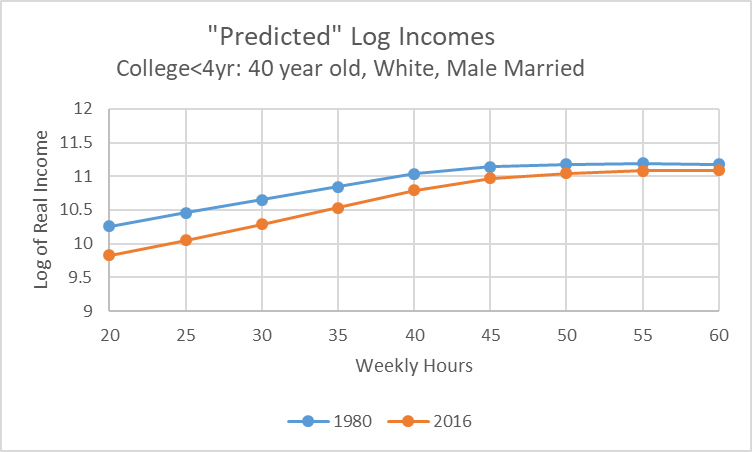 "Predicted" Log Incomes
College<4yr: 40 year old, White, Male Married
Log of Real Income
12
11.5
11
10.5
10
9.5
9
20 25 30 35 40 45 50 55 60
Weekly Hours
1980 2016